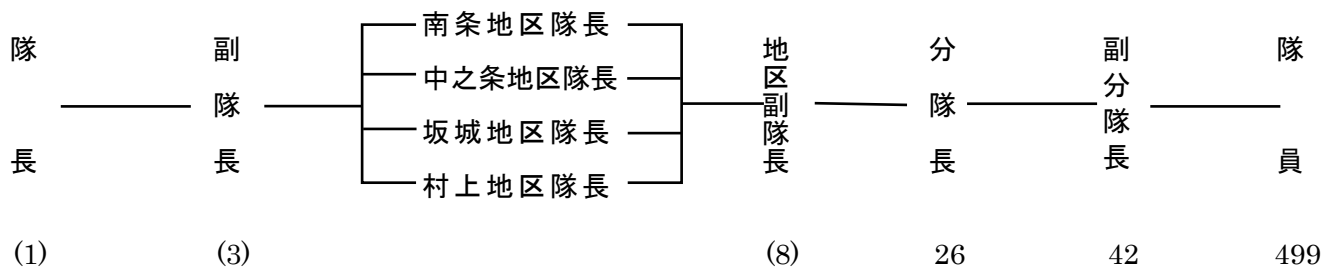 隊長
副隊長
南条地区隊長
中之条地区隊長
坂城地区隊長
村上地区隊長
地区副隊長
分隊長
副分隊長
隊員
(1) (3) (8) 26 42 499